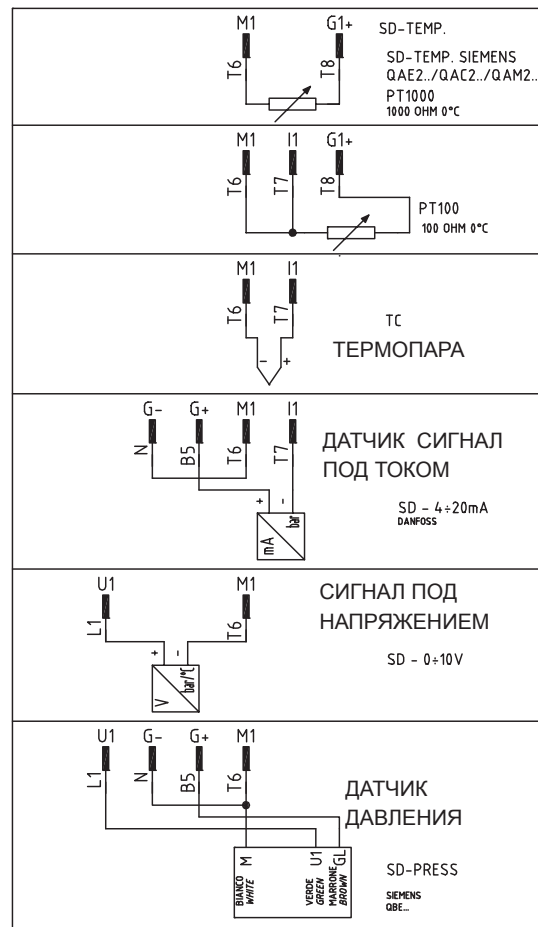 M1 G1+
T6 T8
SD-TEMP.
SD-TEMP. SIEMENS
QAE2../QAC2../QAM2..
PT1000
1000 OHM 0°C
M1 I1 G1+
T6 T7 T8
PT100
100 OHM 0°C
M1 I1
T6 T7
- +
TC
ТЕРМОПАРА
G- G+ M1 I1
N B5 T6 T7
+ -
mA bar
ДАТЧИК СИГНАЛ
ПОД ТОКОМ
SD - 4÷20mA
DANFOSS
U1 M1
L1 T6
+ -
V bar/°C
СИГНАЛ ПОД
НАПРЯЖЕНИЕМ
SD - 0÷10V
U1 G- G+ M1
L1 N B5 T6
M U1 GL
BIANCO
WHITE
VERDE
GREEN
MARRONE
BROWN
ДАТЧИК
ДАВЛЕНИЯ
SD-PRESS
SIEMENS
QBE...